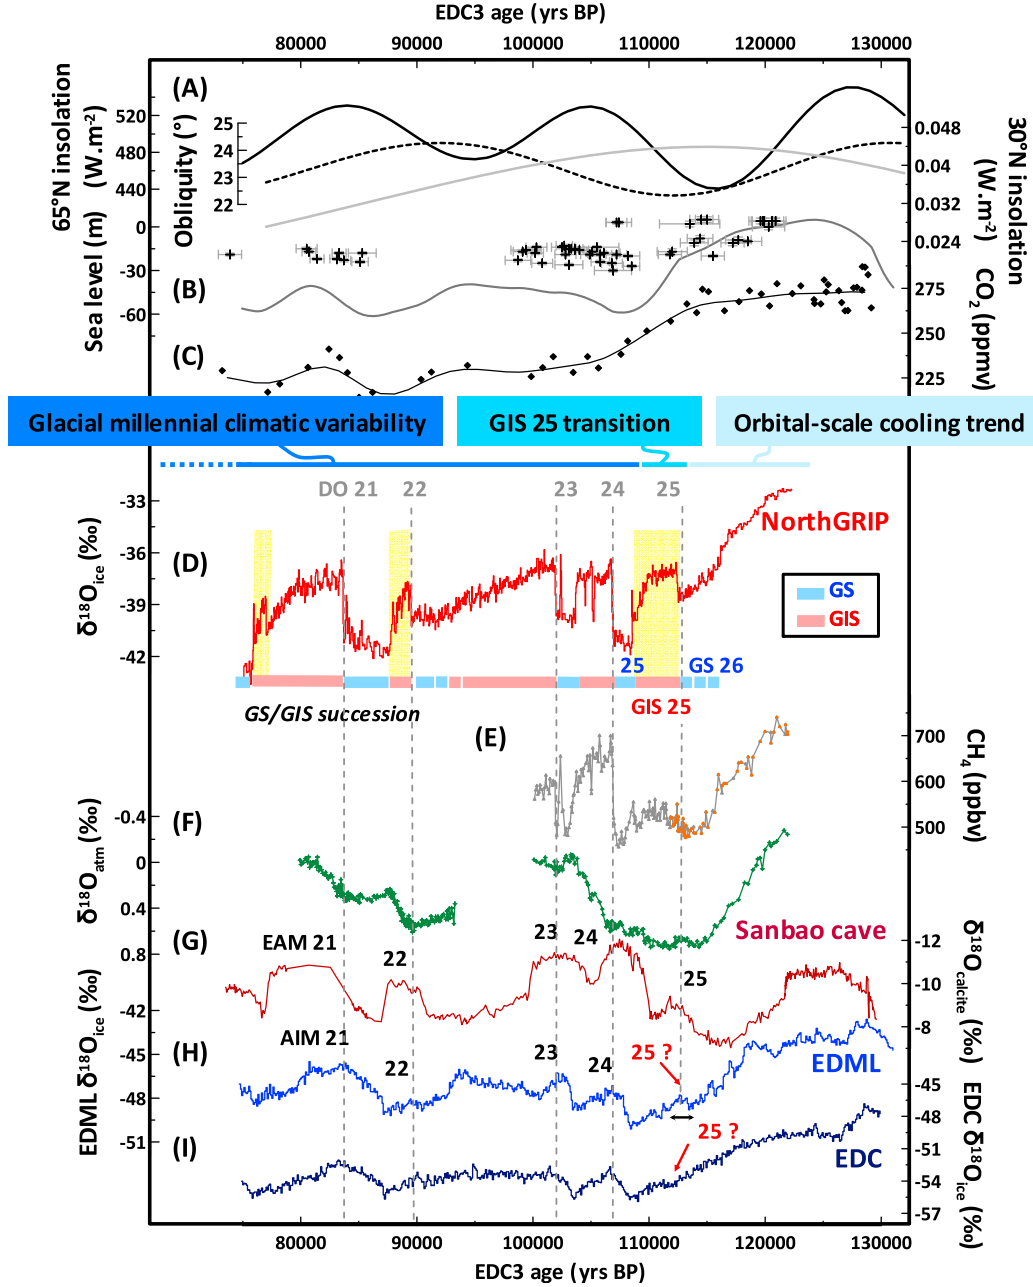 EDC3 age (yrs BP)
80000 90000 100000 110000 120000 130000
(A)
65°N insolation
(W.m-2)
520
480
440
Obliquity (°)
25
24
23
22
30°N insolation
(W.m-2)
0.048
0.04
0.032
0.024
Sea level (m)
0
-30
-60
(B)
(C)
CO2 (ppmv)
275
250
225
Glacial millennial climatic variability
GIS 25 transition
Orbital-scale cooling trend
DO 21 22 23 24 25
δ18Oice (‰)
-33
-36
-39
-42
(D)
NorthGRIP
GS
GIS
25 GS 26
GIS 25
GS/GIS succession
(E)
CH4 (ppbv)
700
600
500
δ18Oatm (‰)
-0.4
0
0.4
0.8
(F)
Sanbao cave
(G)
EAM 21
22
23
24
25
δ18Ocalcite (‰)
-12
-10
-8
EDML δ18Oice (‰)
-42
-45
-48
-51
(H)
AIM 21
22
23
24
25 ?
EDML
(I)
25 ?
EDC
EDC δ18Oice (‰)
-45
-48
-51
-54
-57
80000 90000 100000 110000 120000 130000
EDC3 age (yrs BP)